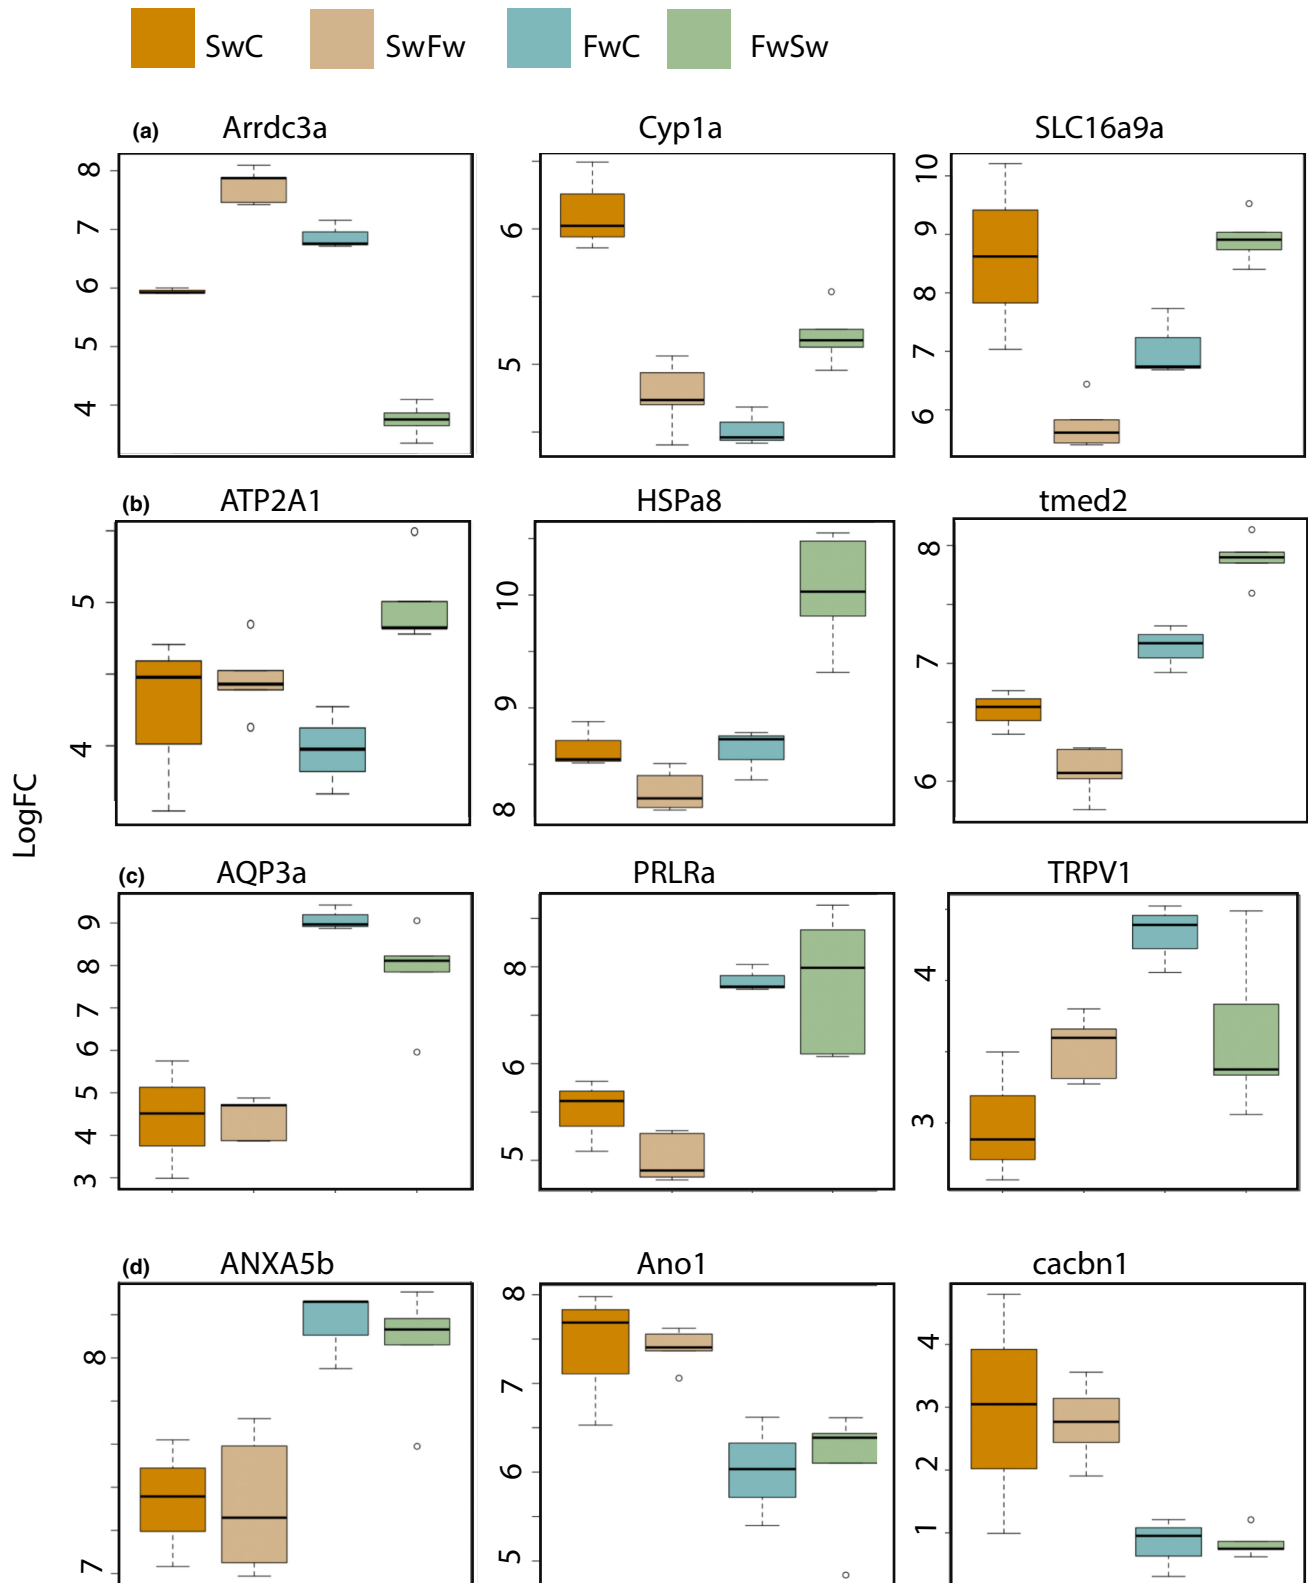 SwC SwFw FwC FwSw
(a) Arrdc3a Cyp1a SLC16a9a
8 7 6 5 4
6 5
10 9 8 7 6
(b) ATP2A1 HSPa8 tmed2
5 4
10 9 8
8 7 6
LogFC
(c) AQP3a PRLRa TRPV1
9 8 7 6 5 4 3
8 6 5
4 3
(d) ANXA5b Ano1 cacbn1
8 7
8 7 6 5
4 3 2 1